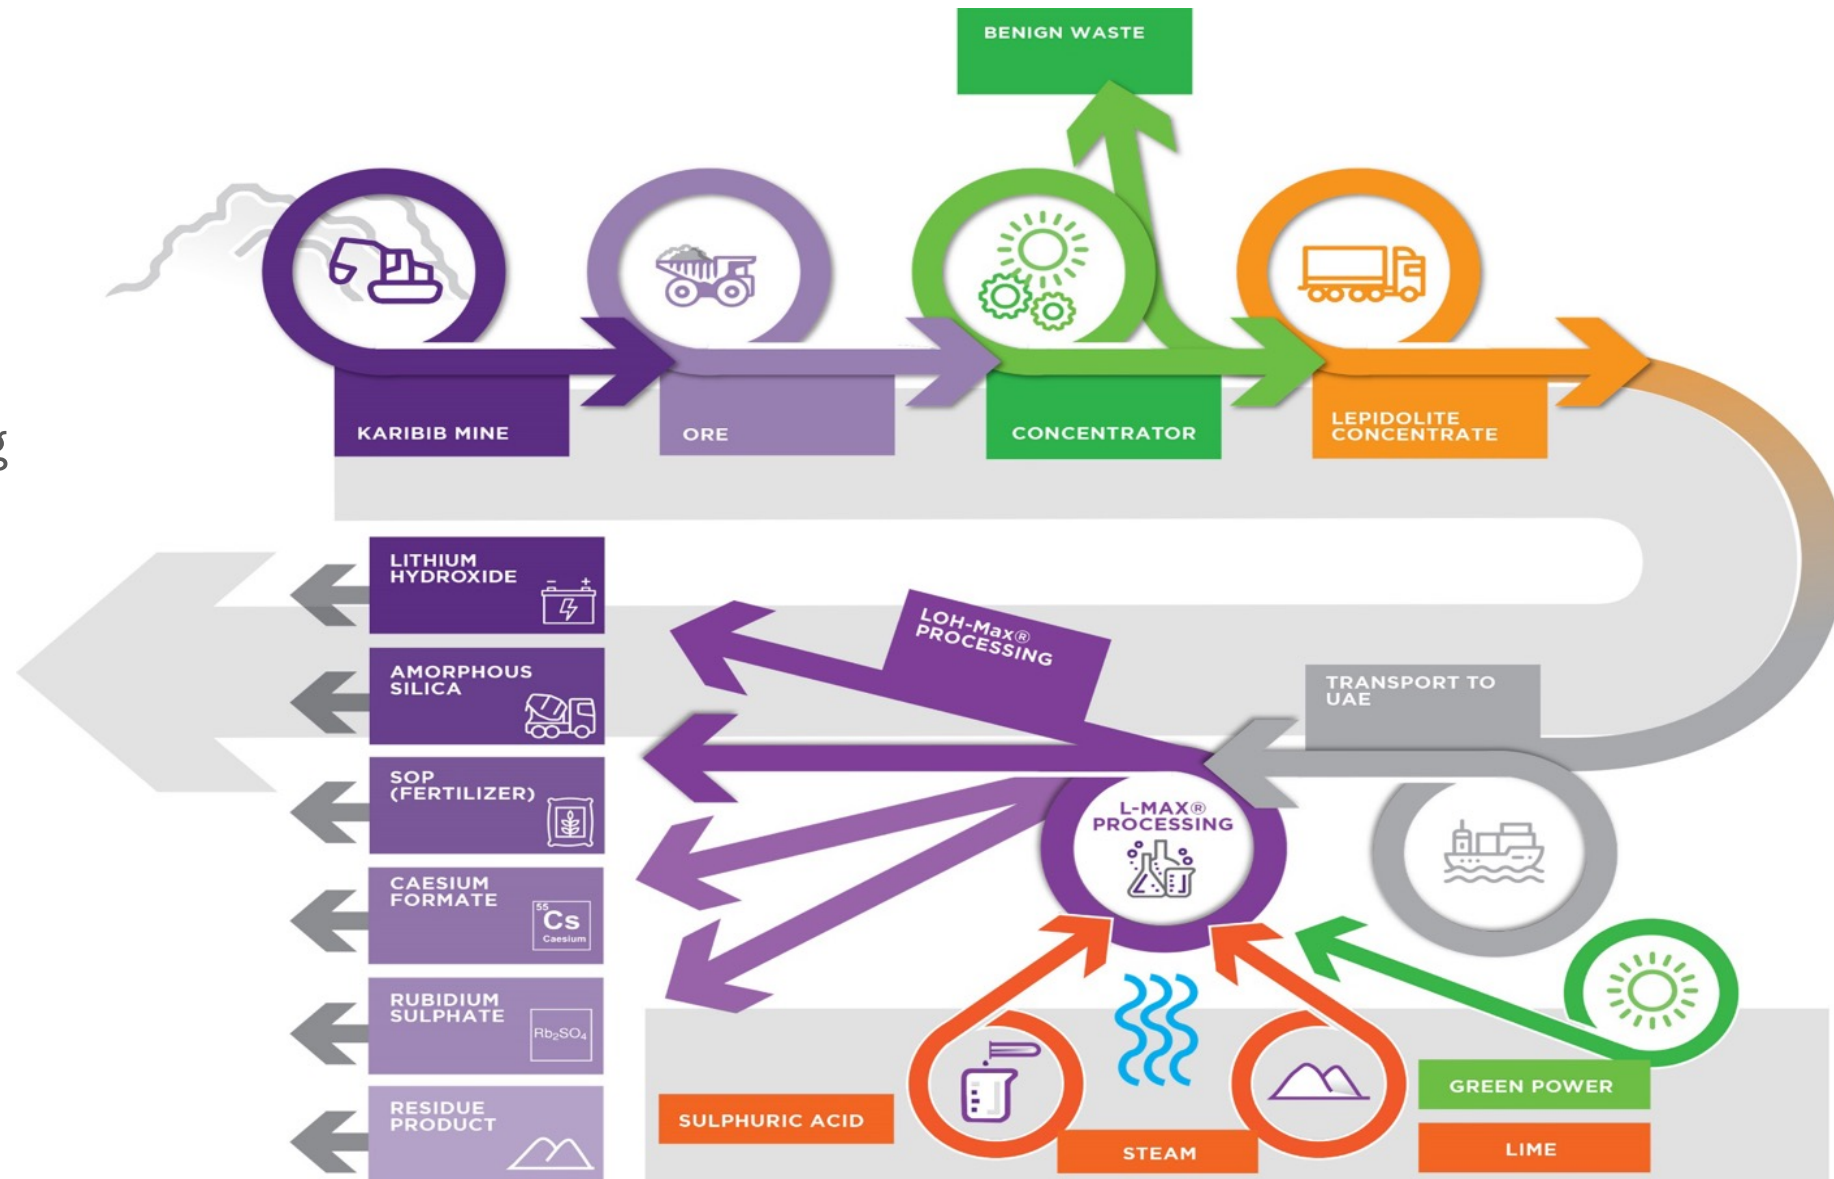 BENIGN WASTE
KARIBIB MINE
ORE
CONCENTRATOR
LEPIDOLITE
CONCENTRATE
g
LITHIUM
HYDROXIDE
- +
AMORPHOUS
SILICA
SOP
(FERTILIZER)
CAESIUM
FORMATE
55
Cs
Caesium
RUBIDIUM
SULPHATE
Rb₂SO₄
RESIDUE
PRODUCT
LOH-Max®
PROCESSING
TRANSPORT TO
UAE
L-MAX®
PROCESSING
SULPHURIC ACID
STEAM
GREEN POWER
LIME